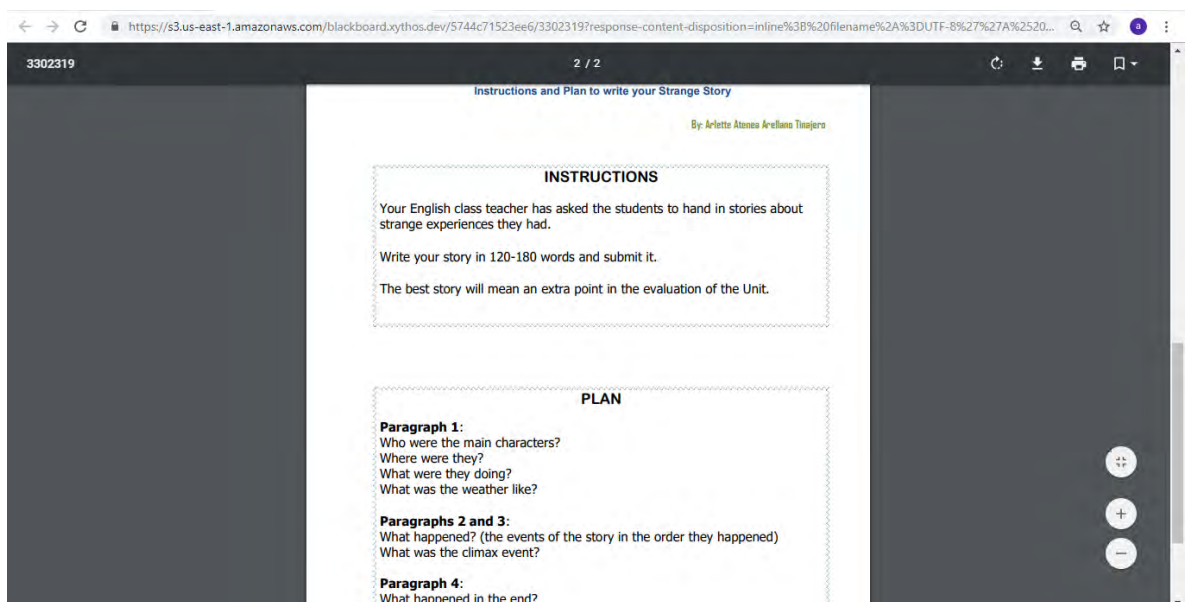 https://s3.us-east-1.amazonaws.com/blackboard.xythos.dev/5744c71523ee6/3302319?response-content-disposition=inline%3B%20filename%2A%3DUTF-8%27%27A%2520...
a
3302319
2 / 2
Instructions and Plan to write your Strange Story
By: Arlette Atenea Arellano Tinajero
INSTRUCTIONS
Your English class teacher has asked the students to hand in stories about
strange experiences they had.
Write your story in 120-180 words and submit it.
The best story will mean an extra point in the evaluation of the Unit.
PLAN
Paragraph 1:
Who were the main characters?
Where were they?
What were they doing?
What was the weather like?
Paragraphs 2 and 3:
What happened? (the events of the story in the order they happened)
What was the climax event?
Paragraph 4:
What happened in the end?